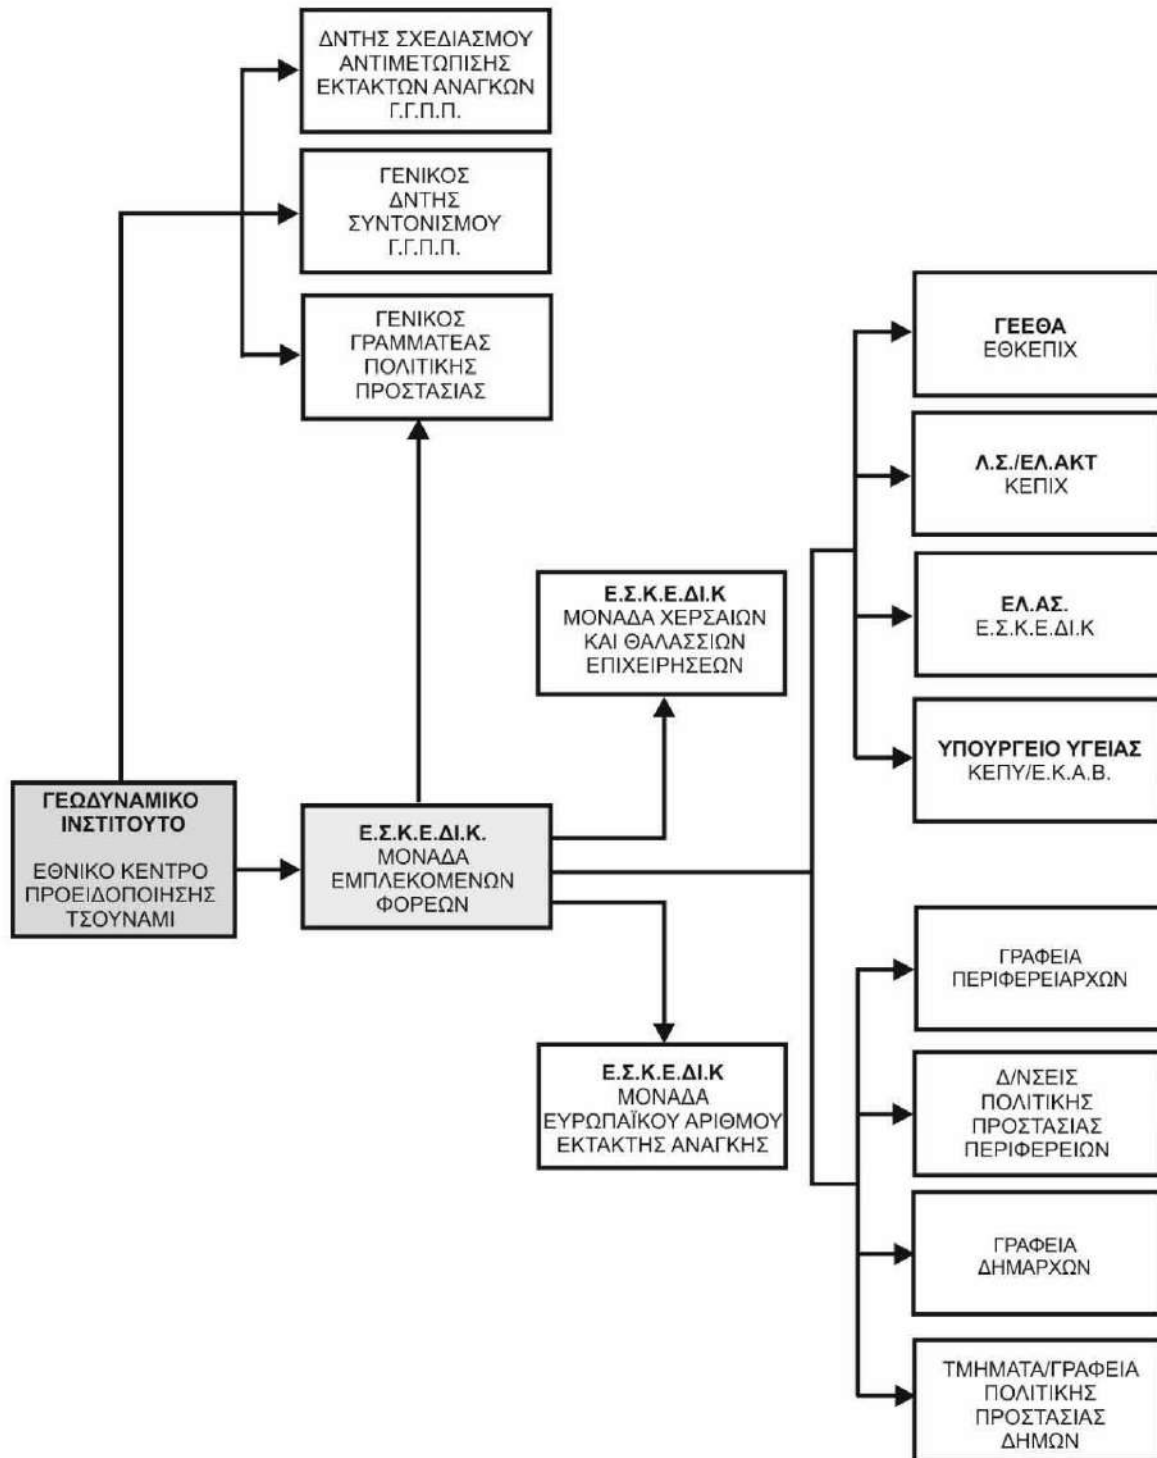 ΔΝΤΗΣ ΣΧΕΔΙΑΣΜΟΥ
ΑΝΤΙΜΕΤΩΠΙΣΗΣ
ΕΚΤΑΚΤΩΝ ΑΝΑΓΚΩΝ
Γ.Γ.Π.Π.
ΓΕΝΙΚΟΣ
ΔΝΤΗΣ
ΣΥΝΤΟΝΙΣΜΟΥ
Γ.Γ.Π.Π.
ΓΕΝΙΚΟΣ
ΓΡΑΜΜΑΤΕΑΣ
ΠΟΛΙΤΙΚΗΣ
ΠΡΟΣΤΑΣΙΑΣ
ΓΕΩΔΥΝΑΜΙΚΟ
ΙΝΣΤΙΤΟΥΤΟ
ΕΘΝΙΚΟ ΚΕΝΤΡΟ
ΠΡΟΕΙΔΟΠΟΙΗΣΗΣ
ΤΣΟΥΝΑΜΙ
Ε.Σ.Κ.Ε.ΔΙ.Κ.
ΜΟΝΑΔΑ
ΕΜΠΛΕΚΟΜΕΝΩΝ
ΦΟΡΕΩΝ
Ε.Σ.Κ.Ε.ΔΙ.Κ
ΜΟΝΑΔΑ ΧΕΡΣΑΙΩΝ
ΚΑΙ ΘΑΛΑΣΣΙΩΝ
ΕΠΙΧΕΙΡΗΣΕΩΝ
Ε.Σ.Κ.Ε.ΔΙ.Κ
ΜΟΝΑΔΑ
ΕΥΡΩΠΑΪΚΟΥ ΑΡΙΘΜΟΥ
ΕΚΤΑΚΤΗΣ ΑΝΑΓΚΗΣ
ΓΕΕΘΑ
ΕΘΚΕΠΙΧ
Λ.Σ./ΕΛ.ΑΚΤ
ΚΕΠΙΧ
ΕΛ.ΑΣ.
Ε.Σ.Κ.Ε.ΔΙ.Κ
ΥΠΟΥΡΓΕΙΟ ΥΓΕΙΑΣ
ΚΕΠΥ/Ε.Κ.Α.Β.
ΓΡΑΦΕΙΑ
ΠΕΡΙΦΕΡΕΙΑΡΧΩΝ
Δ/ΝΣΕΙΣ
ΠΟΛΙΤΙΚΗΣ
ΠΡΟΣΤΑΣΙΑΣ
ΠΕΡΙΦΕΡΕΙΩΝ
ΓΡΑΦΕΙΑ
ΔΗΜΑΡΧΩΝ
ΤΜΗΜΑΤΑ/ΓΡΑΦΕΙΑ
ΠΟΛΙΤΙΚΗΣ
ΠΡΟΣΤΑΣΙΑΣ
ΔΗΜΩΝ